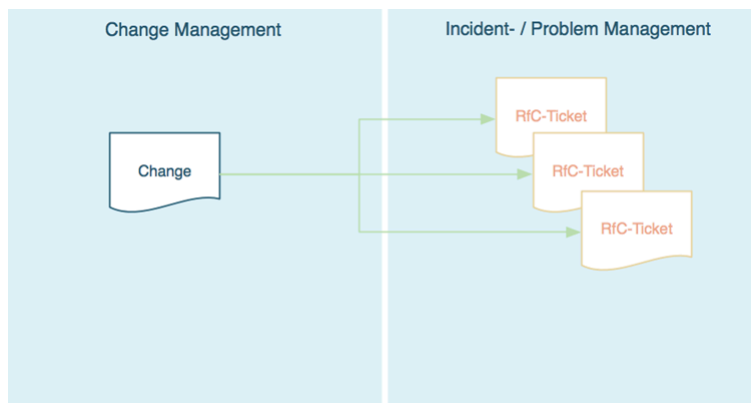 Change Management
Incident- / Problem Management
RfC-Ticket
Change
RfC-Ticket
RfC-Ticket